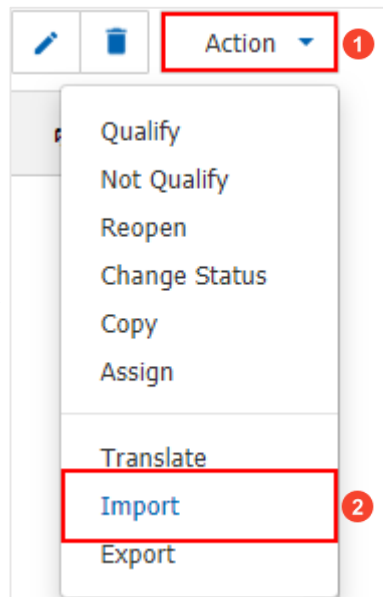 Action 1
Qualify
Not Qualify
Reopen
Change Status
Copy
Assign
Translate
Import 2
Export